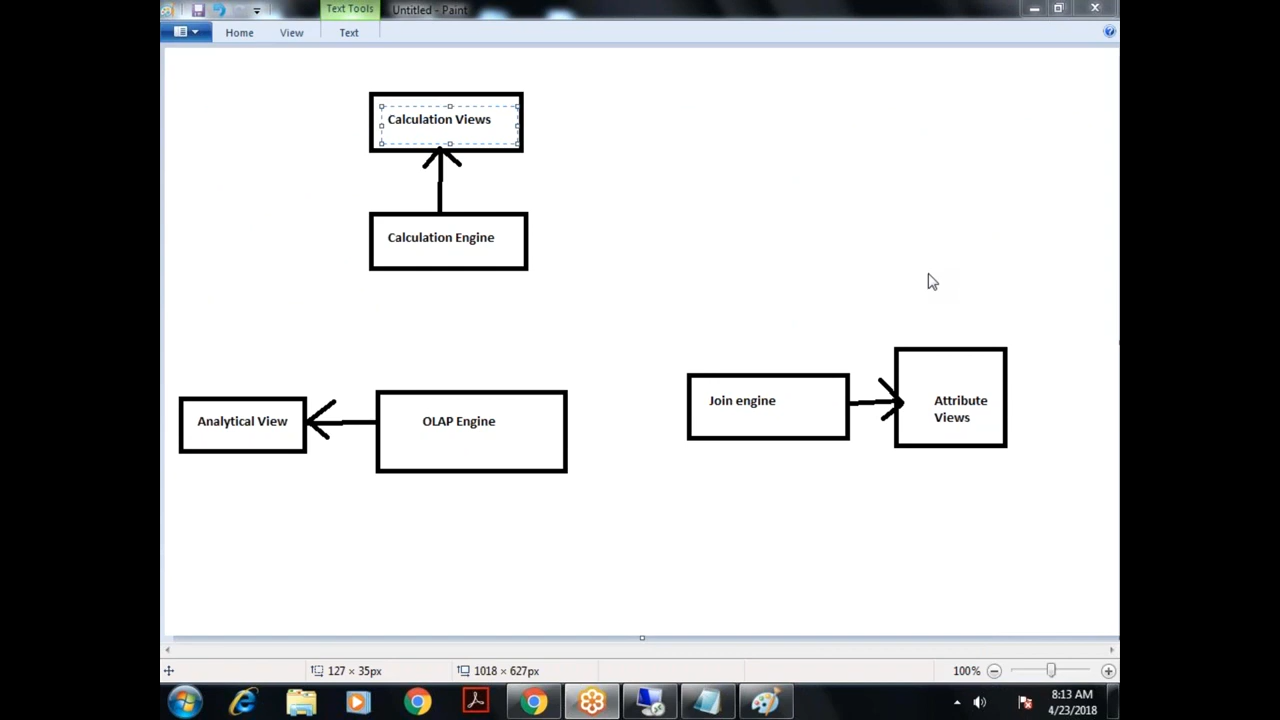 Text Tools
Untitled - Paint
Home
View
Text
Calculation Views
Calculation Engine
Analytical View
OLAP Engine
Join engine
Attribute
Views
127 × 35px
1018 × 627px
100%
8:13 AM
4/23/2018